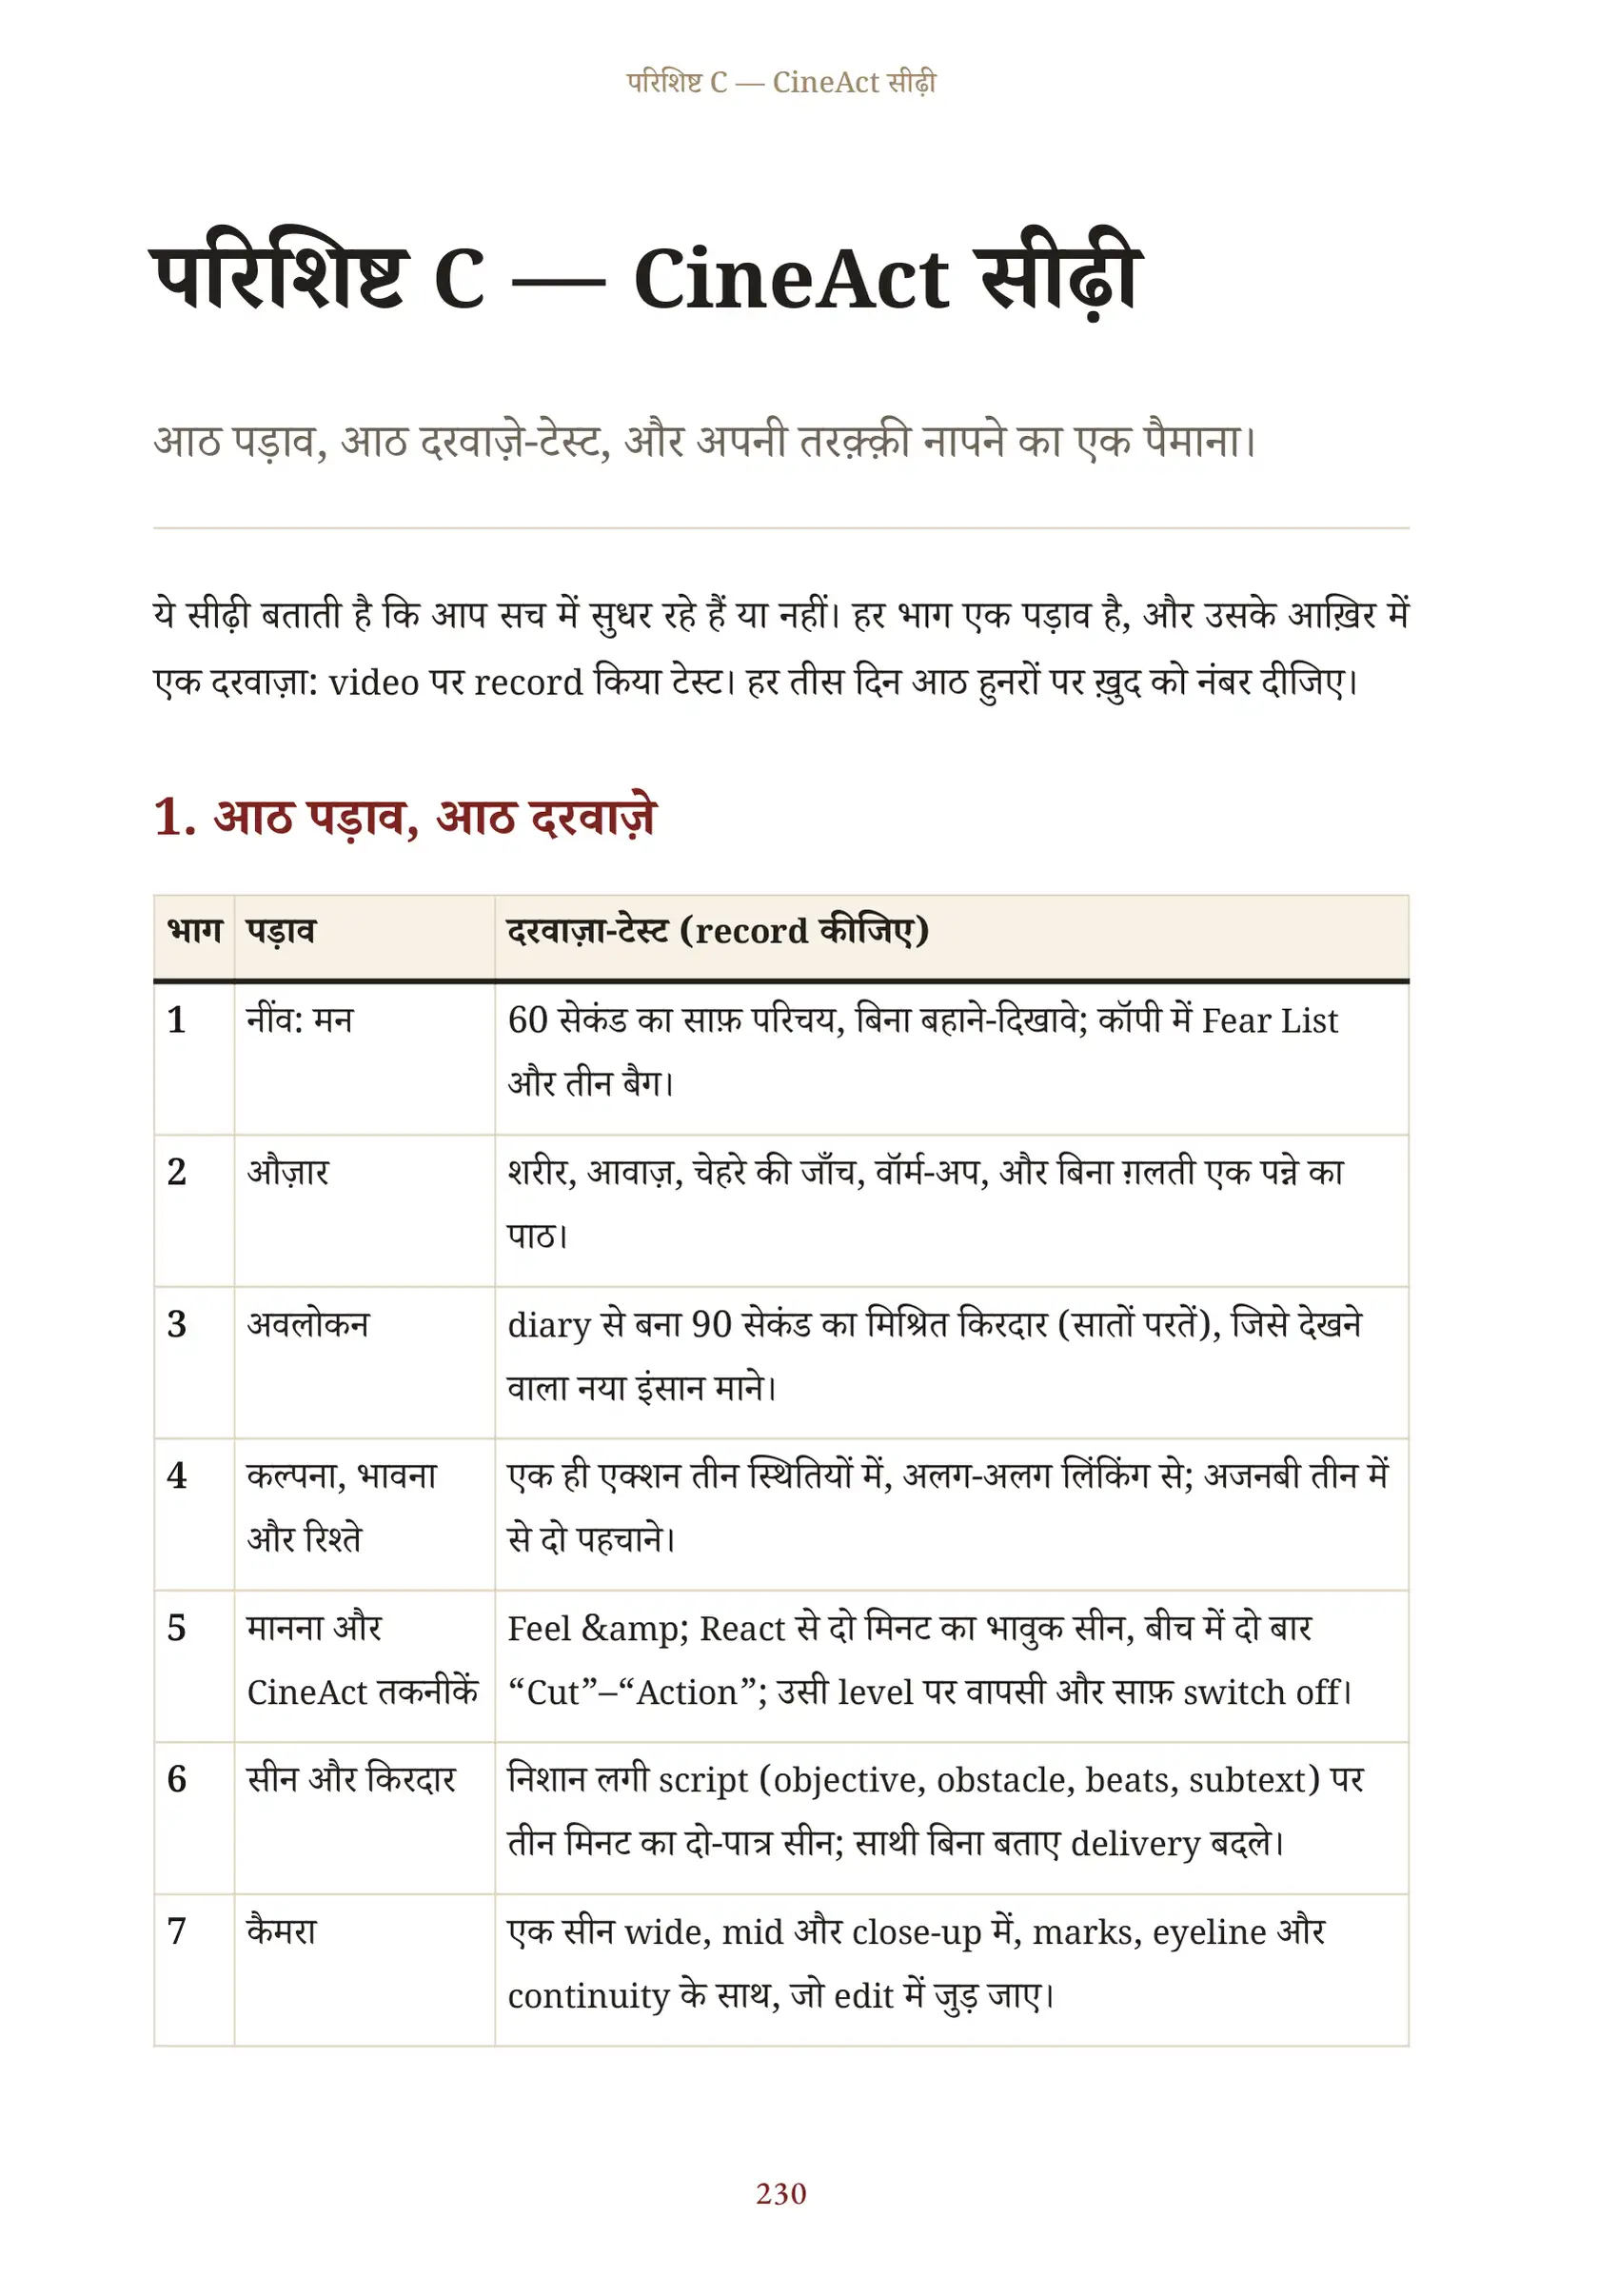 परिशिष्ट C — CineAct सीढ़ी
परिशिष्ट C — CineAct सीढ़ी
आठ पड़ाव, आठ दरवाज़े-टेस्ट, और अपनी तरक़्क़ी नापने का एक पैमाना।
ये सीढ़ी बताती है कि आप सच में सुधर रहे हैं या नहीं। हर भाग एक पड़ाव है, और उसके आख़िर में
एक दरवाज़ा: video पर record किया टेस्ट। हर तीस दिन आठ हुनरों पर ख़ुद को नंबर दीजिए।
1. आठ पड़ाव, आठ दरवाज़े
भाग पड़ाव दरवाज़ा-टेस्ट (record कीजिए)
1 नींव: मन 60 सेकंड का साफ़ परिचय, बिना बहाने-दिखावे; कॉपी में Fear List
और तीन बैग।
2 औज़ार शरीर, आवाज़, चेहरे की जाँच, वॉर्म-अप, और बिना ग़लती एक पन्ने का
पाठ।
3 अवलोकन diary से बना 90 सेकंड का मिश्रित किरदार (सातों परतें), जिसे देखने
वाला नया इंसान माने।
4 कल्पना, भावना एक ही एक्शन तीन स्थितियों में, अलग-अलग लिंकिंग से; अजनबी तीन में
और रिश्ते से दो पहचाने।
5 मानना और Feel &amp; React से दो मिनट का भावुक सीन, बीच में दो बार
CineAct तकनीकें “Cut”–“Action”; उसी level पर वापसी और साफ़ switch off।
6 सीन और किरदार निशान लगी script (objective, obstacle, beats, subtext) पर
तीन मिनट का दो-पात्र सीन; साथी बिना बताए delivery बदले।
7 कैमरा एक सीन wide, mid और close-up में, marks, eyeline और
continuity के साथ, जो edit में जुड़ जाए।
230